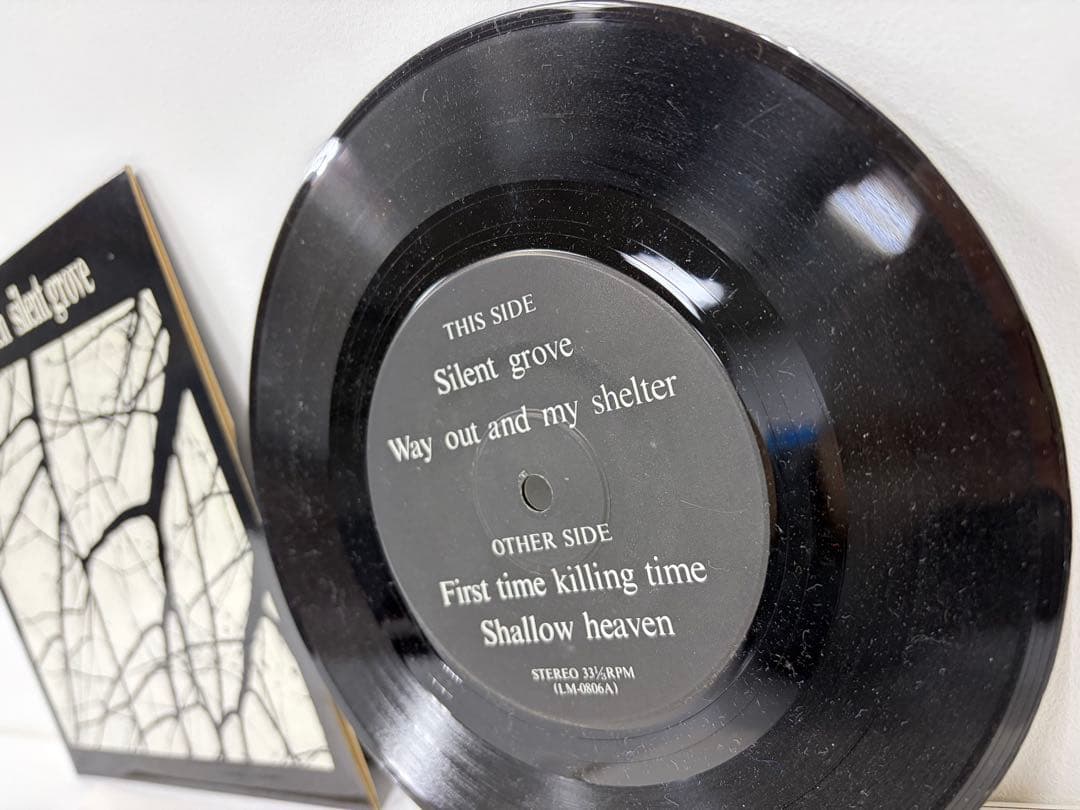 silent grove
THIS SIDE
Silent grove
Way out and my shelter
OTHER SIDE
First time killing time
Shallow heaven
STEREO 33⅓RPM
(LM-0806A)